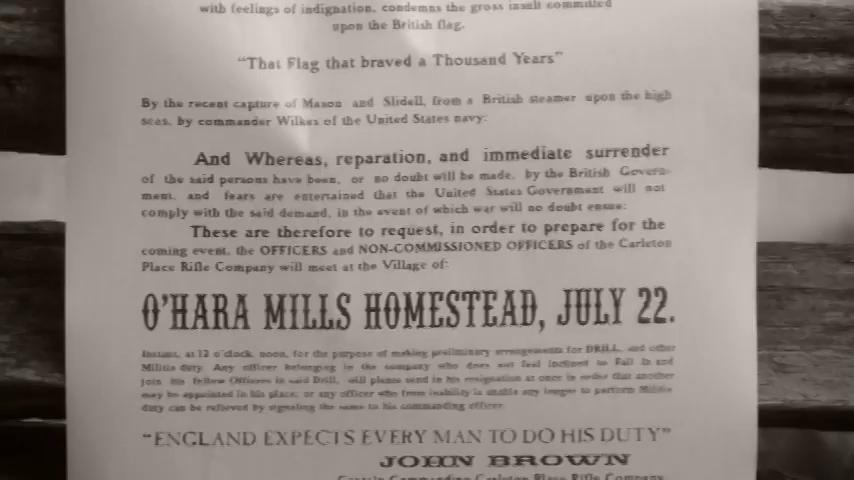 with feelings of indignation, condemns the gross insult committed
upon the British flag.
“That Flag that braved a Thousand Years”
By the recent capture of Mason and Slidell, from a British steamer upon the high
seas, by commander Wilkes of the United States navy:
And Whereas, reparation, and immediate surrender
of the said persons have been, or no doubt will be made, by the British Govern-
ment, and fears are entertained that the United States Government will not
comply with the said demand, in the event of which war will no doubt ensue:
These are therefore to request, in order to prepare for the
coming event, the OFFICERS and NON-COMMISSIONED OFFICERS of the Carleton
Place Rifle Company will meet at the Village of:
O'HARA MILLS HOMESTEAD, JULY 22.
Instant, at 12 o'clock, noon, for the purpose of making preliminary arrangements for DRILL, and other
Militia duty. Any officer belonging in the company who does not feel inclined to Fall In and
join his fellow Officers in said Drill, will please send in his resignation at once in order that another
may be appointed in his place, or any officer who from inability is unable any longer to perform Militia
duty can be relieved by signaling the same to his commanding officer.
“ENGLAND EXPECTS EVERY MAN TO DO HIS DUTY”
JOHN BROWN
Captain Commanding Carleton Place Rifle Company